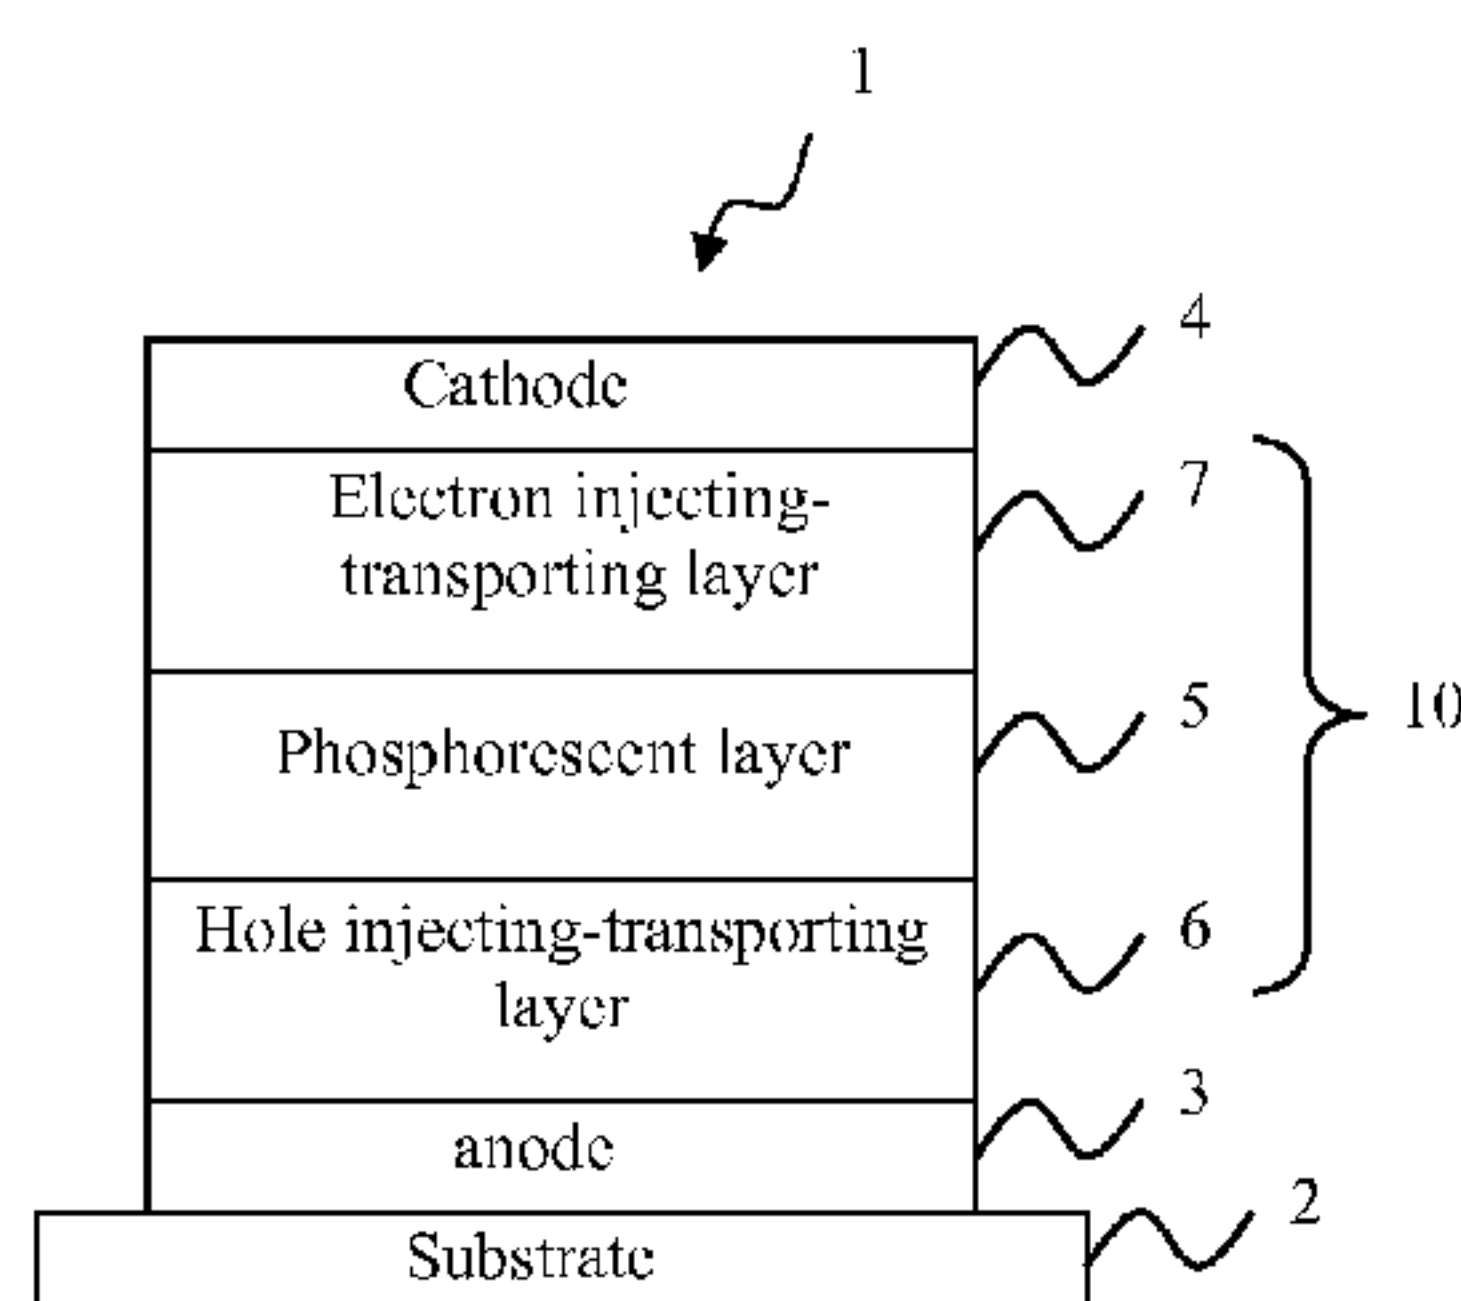 1
Cathode
4
Electron injecting-
transporting layer
7
Phosphorescent layer
5
10
Hole injecting-transporting
layer
6
anode
3
Substrate
2